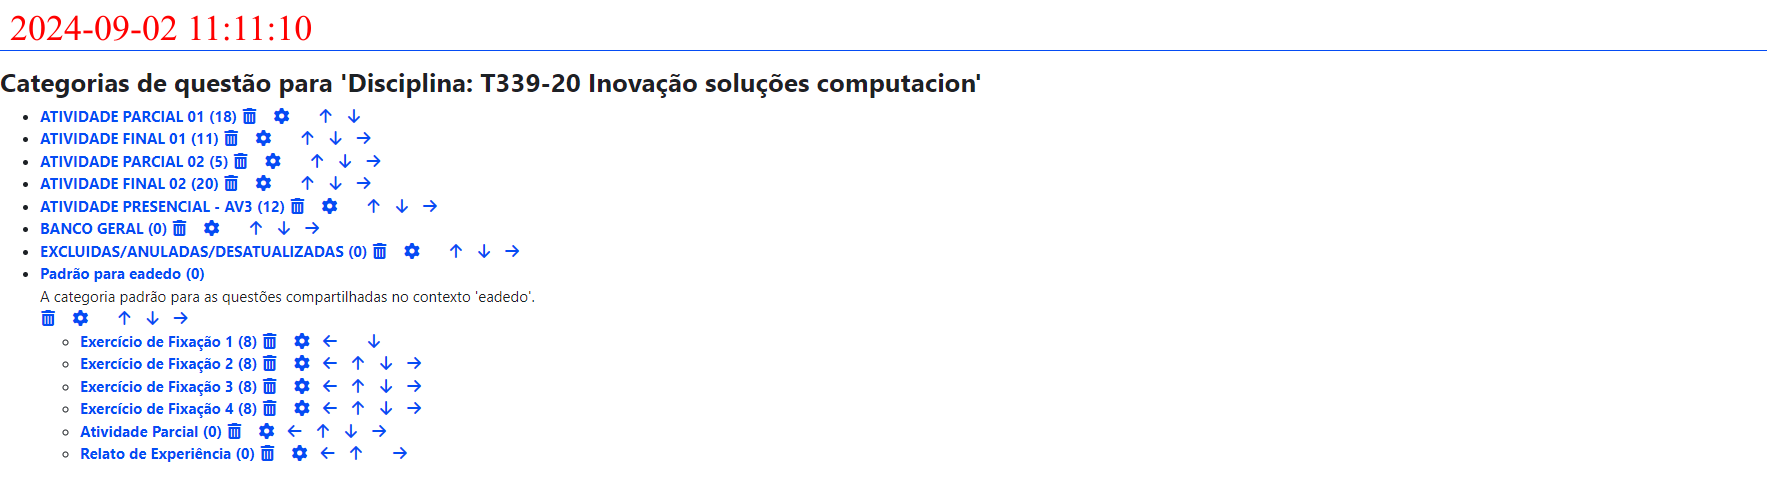 2024-09-02 11:11:10
Categorias de questão para 'Disciplina: T339-20 Inovação soluções computacion'
ATIVIDADE PARCIAL 01 (18)
ATIVIDADE FINAL 01 (11)
ATIVIDADE PARCIAL 02 (5)
ATIVIDADE FINAL 02 (20)
ATIVIDADE PRESENCIAL - AV3 (12)
BANCO GERAL (0)
EXCLUIDAS/ANULADAS/DESATUALIZADAS (0)
Padrão para eadedo (0)
A categoria padrão para as questões compartilhadas no contexto 'eadedo'.
Exercício de Fixação 1 (8)
Exercício de Fixação 2 (8)
Exercício de Fixação 3 (8)
Exercício de Fixação 4 (8)
Atividade Parcial (0)
Relato de Experiência (0)